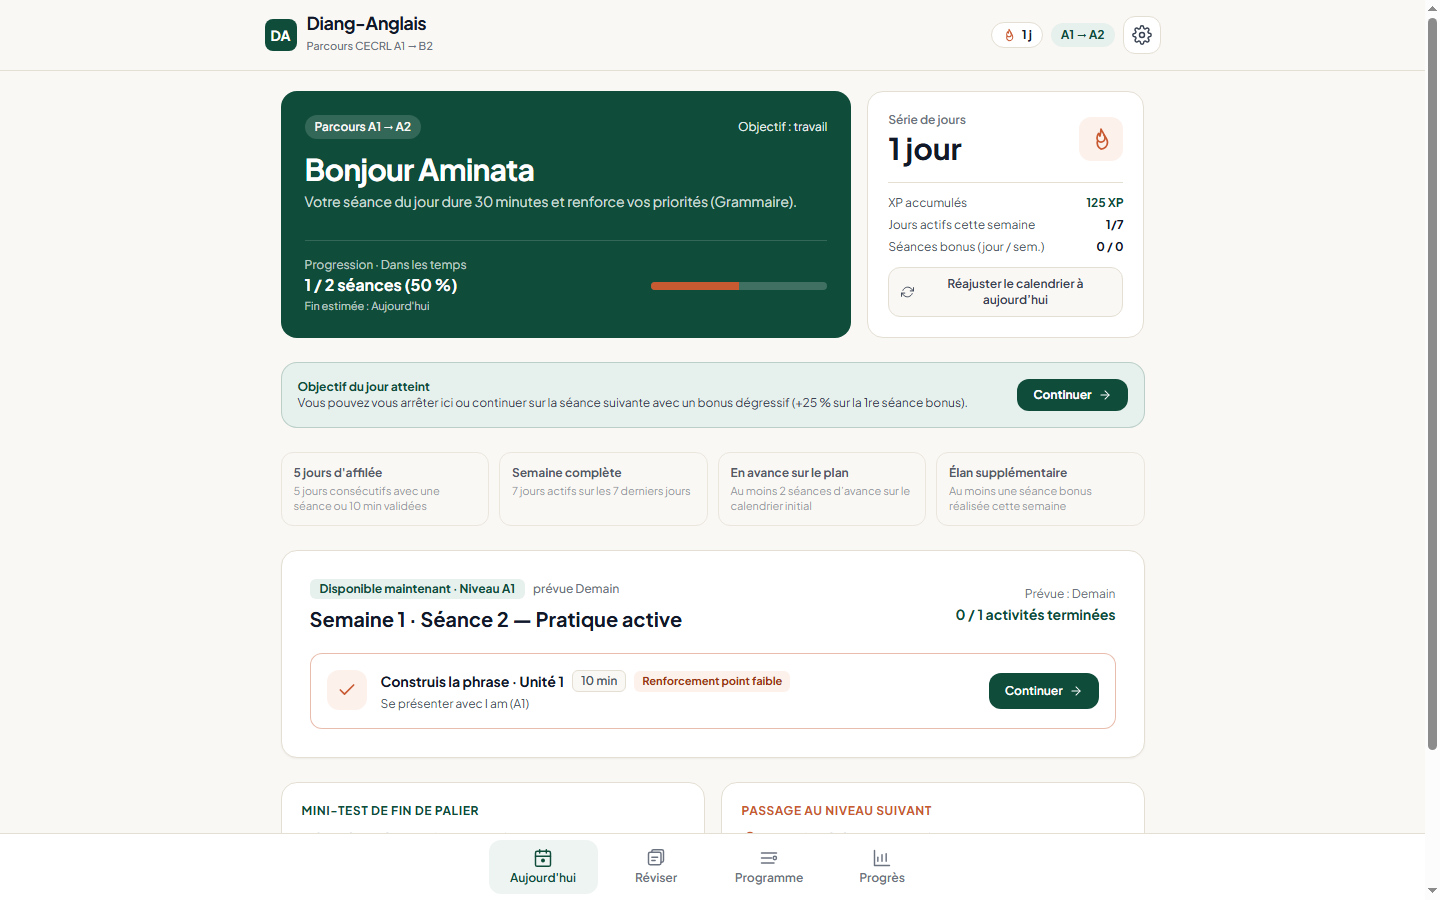 DA
Diang-Anglais
Parcours CECRL A1 → B2
1 j
A1 → A2
Parcours A1 → A2
Objectif : travail
Bonjour Aminata
Votre séance du jour dure 30 minutes et renforce vos priorités (Grammaire).
Progression · Dans les temps
1 / 2 séances (50 %)
Fin estimée : Aujourd'hui
Série de jours
1 jour
XP accumulés
125 XP
Jours actifs cette semaine
1/7
Séances bonus (jour / sem.)
0 / 0
Réajuster le calendrier à
aujourd’hui
Objectif du jour atteint
Vous pouvez vous arrêter ici ou continuer sur la séance suivante avec un bonus dégressif (+25 % sur la 1re séance bonus).
Continuer →
5 jours d'affilée
5 jours consécutifs avec une
séance ou 10 min validées
Semaine complète
7 jours actifs sur les 7 derniers jours
En avance sur le plan
Au moins 2 séances d’avance sur le
calendrier initial
Élan supplémentaire
Au moins une séance bonus
réalisée cette semaine
Disponible maintenant · Niveau A1
prévue Demain
Semaine 1 · Séance 2 — Pratique active
Prévue : Demain
0 / 1 activités terminées
Construis la phrase · Unité 1
10 min
Renforcement point faible
Se présenter avec I am (A1)
Continuer →
MINI-TEST DE FIN DE PALIER
PASSAGE AU NIVEAU SUIVANT
Aujourd'hui
Réviser
Programme
Progrès